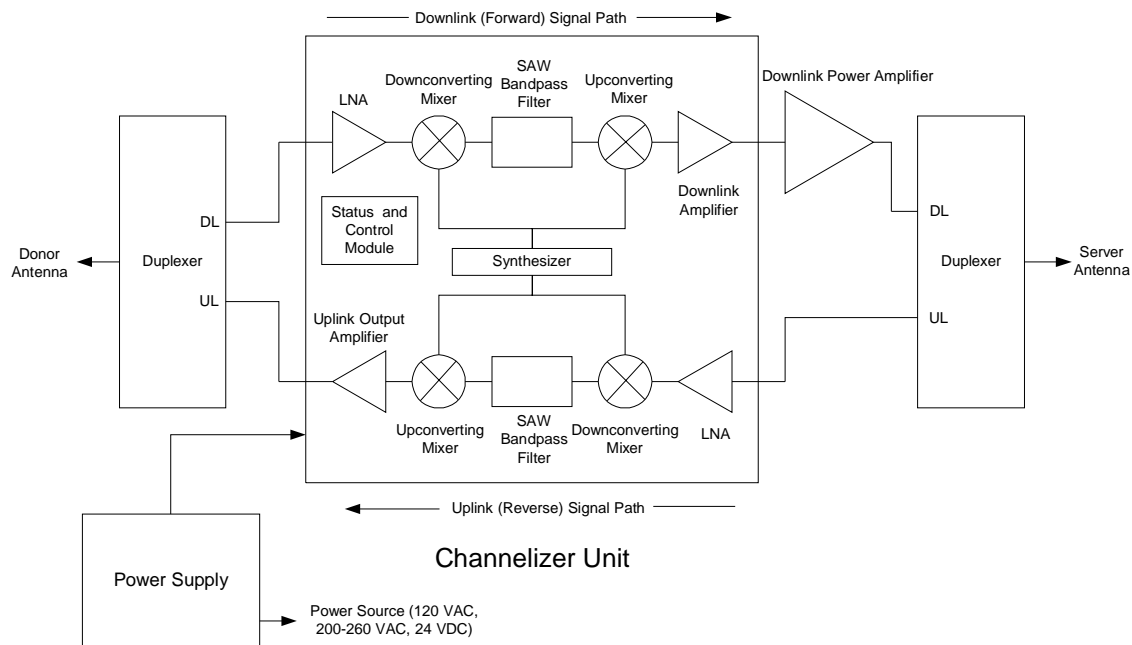 Downlink (Forward) Signal Path
SAW
Bandpass
Filter
Downconverting
Mixer
Upconverting
Mixer
Downlink Power Amplifier
LNA
Downlink
Amplifier
DL
Status and
Control
Module
DL
Donor
Antenna
Duplexer
Synthesizer
Duplexer
Server
Antenna
UL
Uplink Output
Amplifier
UL
Upconverting
Mixer
SAW
Bandpass
Filter
Downconverting
Mixer
LNA
Uplink (Reverse) Signal Path
Channelizer Unit
Power Supply
Power Source (120 VAC,
200-260 VAC, 24 VDC)